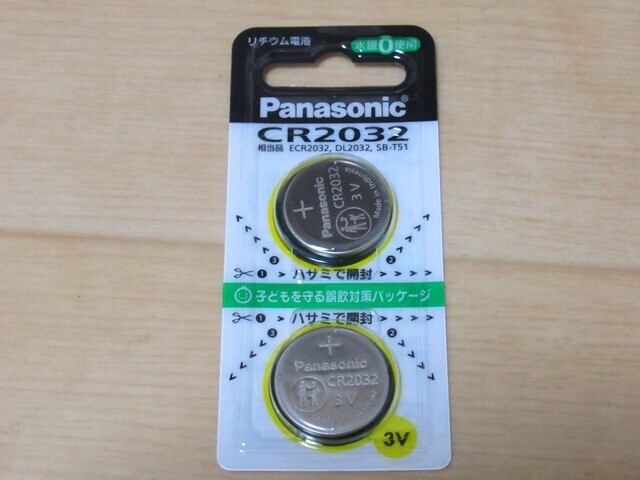 リチウム電池
水銀0使用
Panasonic®
CR2032
相当品 ECR2032, DL2032, SB-T51
+
Panasonic
CR2032
3V
Made in Indonesia
3
2
1 ハサミで開封
子どもを守る誤飲対策パッケージ
1 ハサミで開封
3
2
+
Panasonic
CR2032
3V
3V